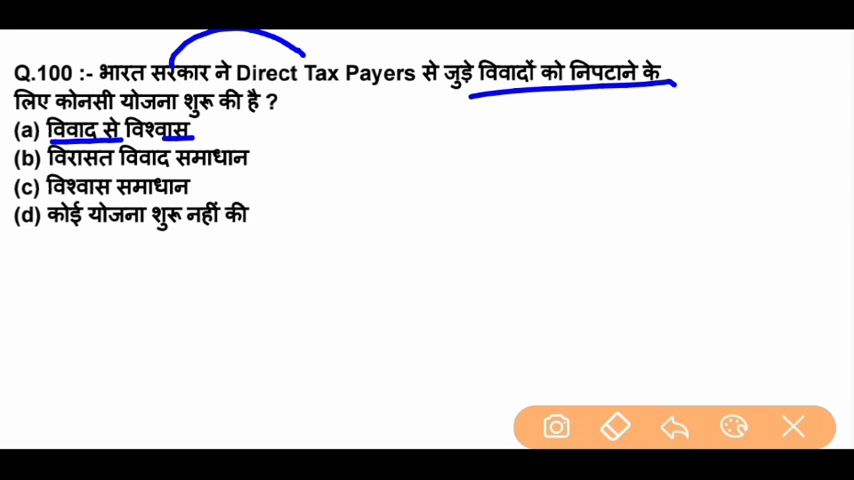 Q.100 :- भारत सरकार ने Direct Tax Payers से जुड़े विवादों को निपटाने के
लिए कोनसी योजना शुरू की है ?
(a) विवाद से विश्वास
(b) विरासत विवाद समाधान
(c) विश्वास समाधान
(d) कोई योजना शुरू नहीं की